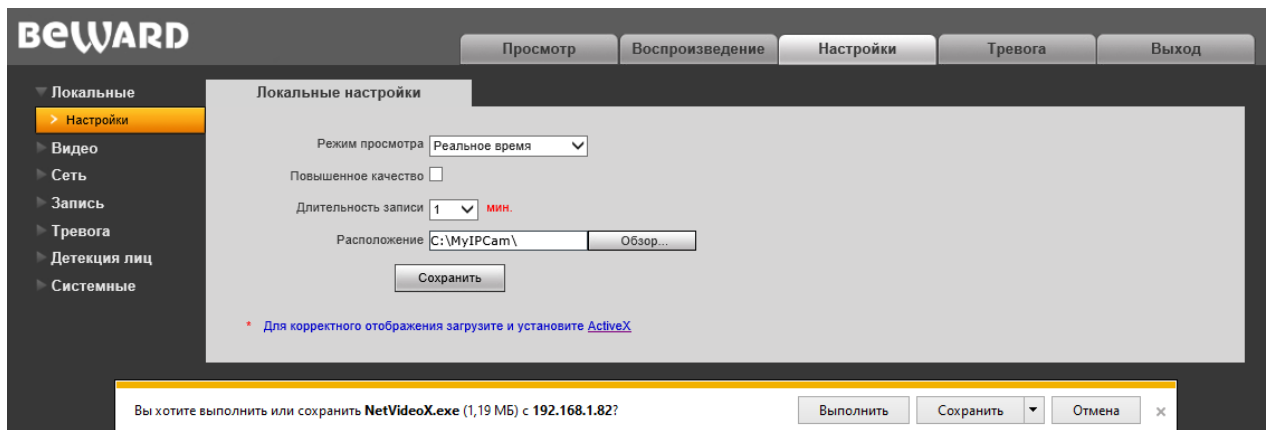 BEWARD
Просмотр Воспроизведение Настройки Тревога Выход
Локальные
Настройки
Видео
Сеть
Запись
Тревога
Детекция лиц
Системные
Локальные настройки
Режим просмотра Реальное время
Повышенное качество
Длительность записи 1 мин.
Расположение C:\MyIPCam\ Обзор...
Сохранить
* Для корректного отображения загрузите и установите ActiveX
Вы хотите выполнить или сохранить NetVideoX.exe (1,19 МБ) с 192.168.1.82? Выполнить Сохранить Отмена ×